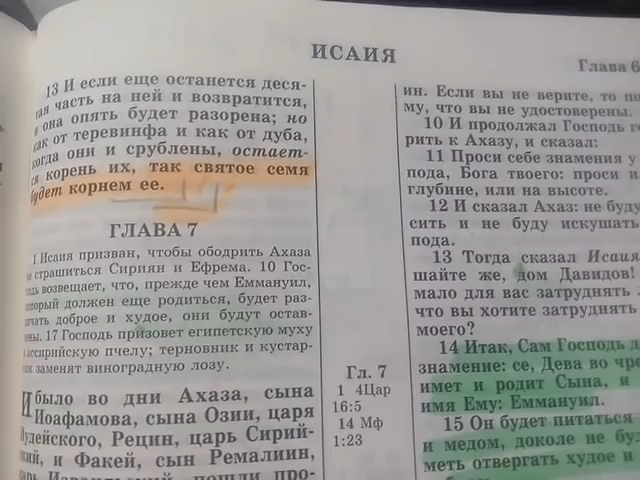 ИСАИЯ
Глава 6
13 И если еще останется деся-
тая часть на ней и возвратится,
и она опять будет разорена; но
как от теревинфа и как от дуба,
когда они и срублены, остает-
ся корень их, так святое семя
будет корнем ее.
ГЛАВА 7
1 Исаия призван, чтобы ободрить Ахаза
не страшиться Сириян и Ефрема. 10 Гос-
подь возвещает, что, прежде чем Еммануил,
который должен еще родиться, будет раз-
личать доброе и худое, они будут остав-
лены. 17 Господь призовет египетскую муху
и ассирийскую пчелу; терновник и кустар-
ник заменят виноградную лозу.
И было во дни Ахаза, сына
Иоафамова, сына Озии, царя
Иудейского, Рецин, царь Сирий-
ский, и Факей, сын Ремалиин,
царь Израильский, пошли про-
Гл. 7
1 4Цар
16:5
14 Мф
1:23
ин. Если вы не верите, то по
му, что вы не удостоверены.
10 И продолжал Господь го
рить к Ахазу, и сказал:
11 Проси себе знамения у
пода, Бога твоего: проси и
глубине, или на высоте.
12 И сказал Ахаз: не буду
сить и не буду искушать
пода.
13 Тогда сказал Исаия
шайте же, дом Давидов!
мало для вас затруднять
что вы хотите затруднять
моего?
14 Итак, Сам Господь д
знамение: се, Дева во чре
имет и родит Сына, и
имя Ему: Еммануил.
15 Он будет питаться
и медом, доколе не бу
меть отвергать худое и